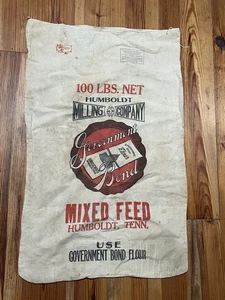 100 LBS. NET
HUMBOLDT
MILLING COMPANY
Government
Bond
MIXED FEED
HUMBOLDT, TENN.
USE
GOVERNMENT BOND FLOUR